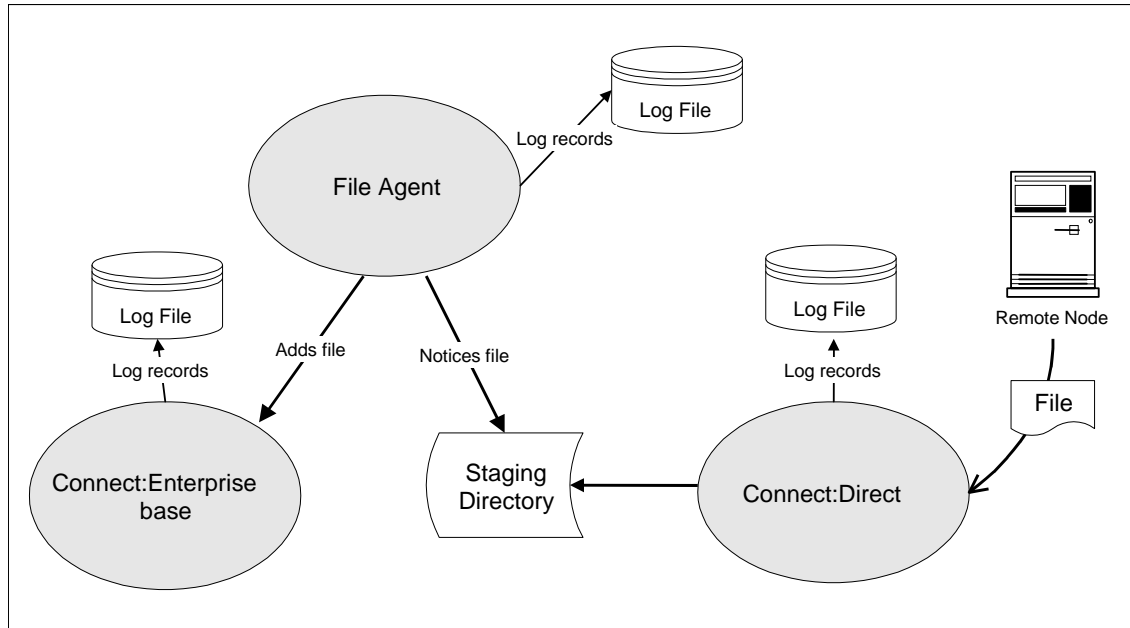 Log File
Log records
File Agent
Log File
Log File
Remote Node
Adds file
Notices file
Log records
Log records
File
Connect:Enterprise
base
Staging
Directory
Connect:Direct